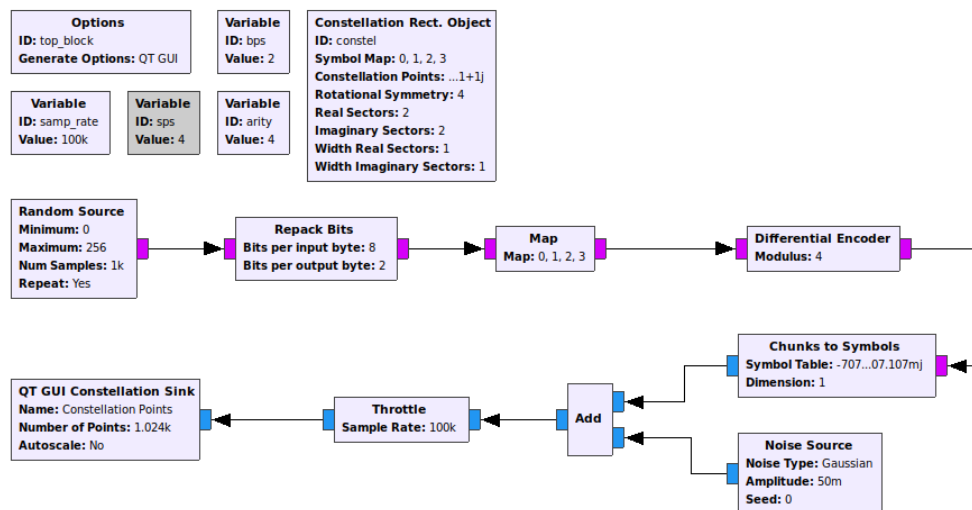 Options
ID: top_block
Generate Options: QT GUI
Variable
ID: bps
Value: 2
Constellation Rect. Object
ID: constel
Symbol Map: 0, 1, 2, 3
Constellation Points: ...1+1j
Rotational Symmetry: 4
Real Sectors: 2
Imaginary Sectors: 2
Width Real Sectors: 1
Width Imaginary Sectors: 1
Variable
ID: samp_rate
Value: 100k
Variable
ID: sps
Value: 4
Variable
ID: arity
Value: 4
Random Source
Minimum: 0
Maximum: 256
Num Samples: 1k
Repeat: Yes
Repack Bits
Bits per input byte: 8
Bits per output byte: 2
Map
Map: 0, 1, 2, 3
Differential Encoder
Modulus: 4
Chunks to Symbols
Symbol Table: -707...07.107mj
Dimension: 1
QT GUI Constellation Sink
Name: Constellation Points
Number of Points: 1.024k
Autoscale: No
Throttle
Sample Rate: 100k
Add
Noise Source
Noise Type: Gaussian
Amplitude: 50m
Seed: 0